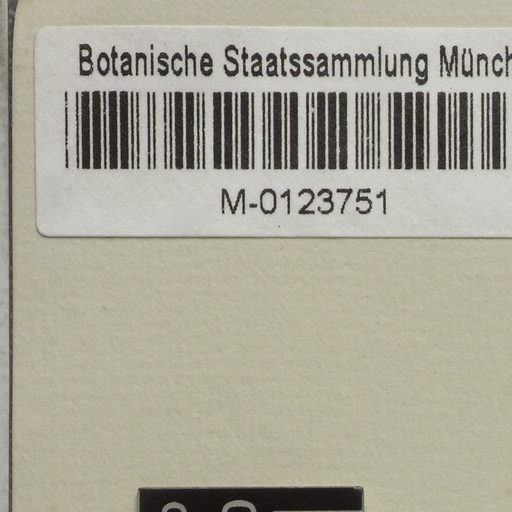 Botanische Staatssammlung Münch
M-0123751